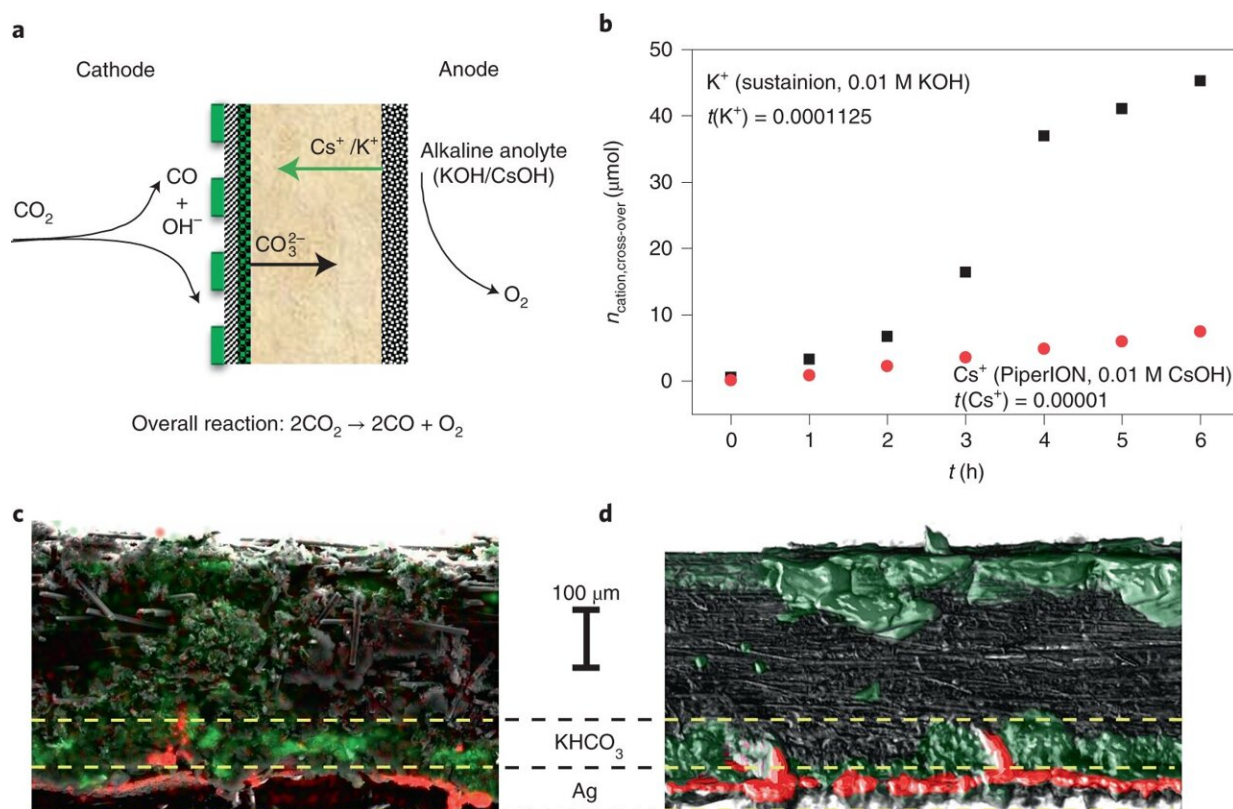 a
Cathode
Anode
CO₂
CO
+
OH⁻
Cs⁺ /K⁺
CO₃²⁻
Alkaline anolyte
(KOH/CsOH)
O₂
Overall reaction: 2CO₂ → 2CO + O₂
b
50
40
30
20
10
0
n cation,cross-over (μmol)
K⁺ (sustainion, 0.01 M KOH)
t(K⁺) = 0.0001125
Cs⁺ (PiperION, 0.01 M CsOH)
t(Cs⁺) = 0.00001
0 1 2 3 4 5 6
t (h)
c
100 μm
KHCO₃
Ag
d